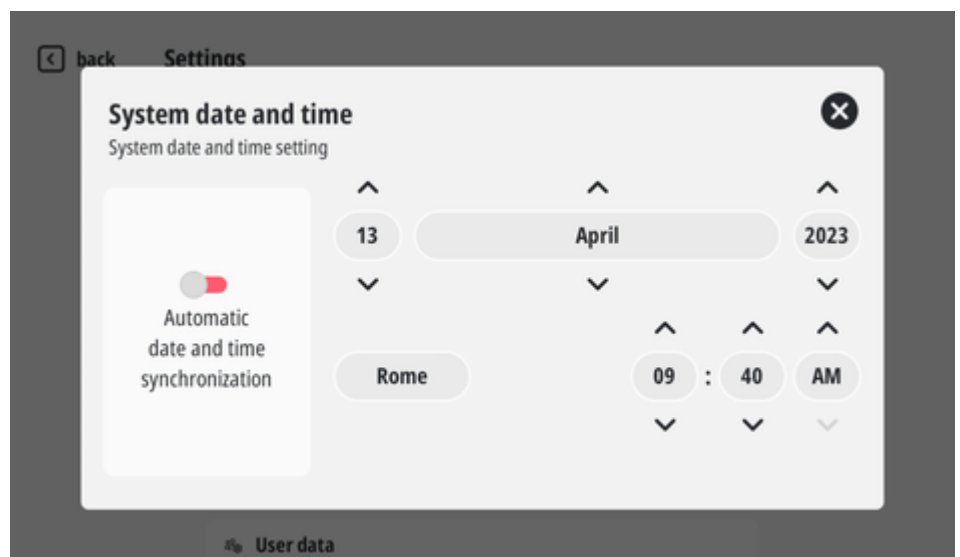 back Settings
System date and time
System date and time setting
13 April 2023
Automatic
date and time
synchronization
Rome 09 : 40 AM
User data